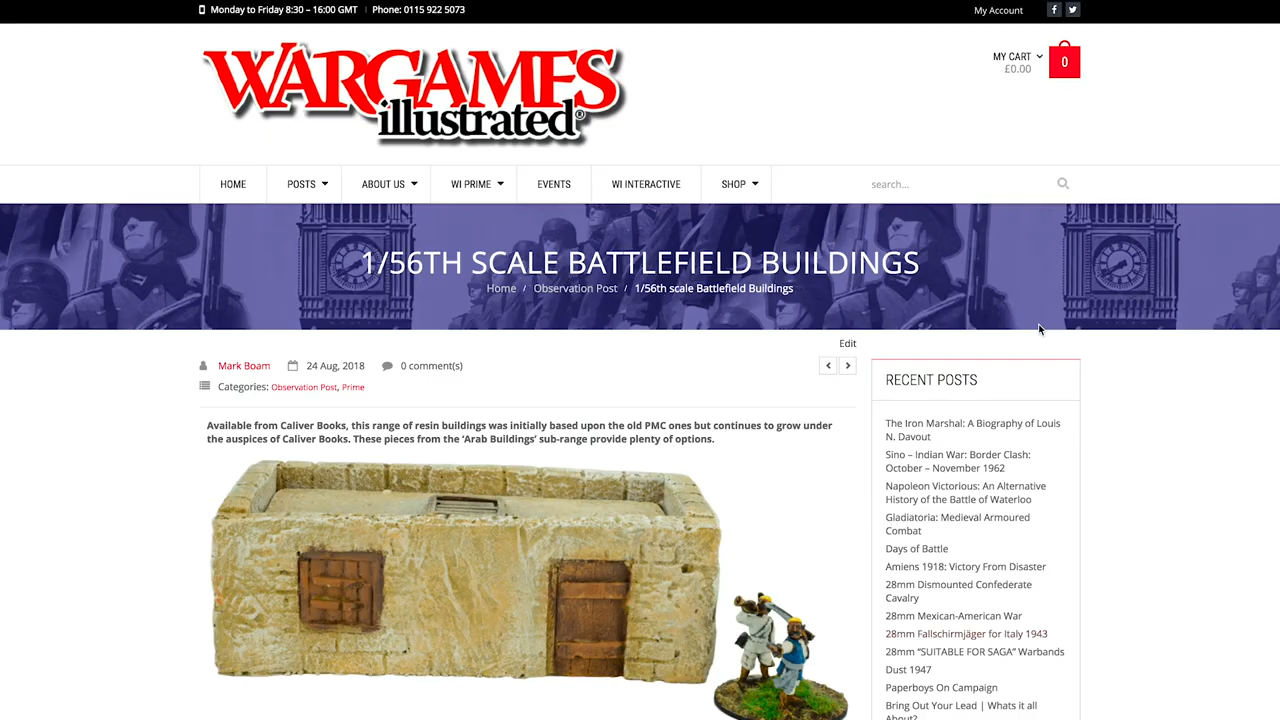 Monday to Friday 8:30 – 16:00 GMT Phone: 0115 922 5073
My Account
WARGAMES
illustrated®
MY CART
£0.00
0
HOME POSTS ABOUT US WI PRIME EVENTS WI INTERACTIVE SHOP
search...
1/56TH SCALE BATTLEFIELD BUILDINGS
Home / Observation Post / 1/56th scale Battlefield Buildings
Edit
Mark Boam 24 Aug, 2018 0 comment(s)
Categories: Observation Post, Prime
Available from Caliver Books, this range of resin buildings was initially based upon the old PMC ones but continues to grow under
the auspices of Caliver Books. These pieces from the ‘Arab Buildings’ sub-range provide plenty of options.
RECENT POSTS
The Iron Marshal: A Biography of Louis
N. Davout
Sino – Indian War: Border Clash:
October – November 1962
Napoleon Victorious: An Alternative
History of the Battle of Waterloo
Gladiatoria: Medieval Armoured
Combat
Days of Battle
Amiens 1918: Victory From Disaster
28mm Dismounted Confederate
Cavalry
28mm Mexican-American War
28mm Fallschirmjäger for Italy 1943
28mm “SUITABLE FOR SAGA” Warbands
Dust 1947
Paperboys On Campaign
Bring Out Your Lead | Whats it all
About?